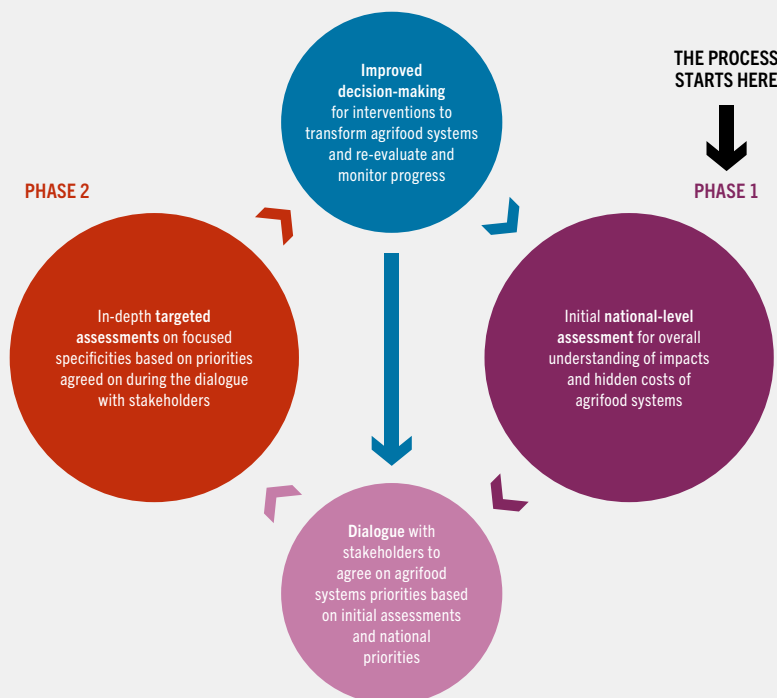 Improved
decision-making
for interventions to
transform agrifood systems
and re-evaluate and
monitor progress
THE PROCESS
STARTS HERE
PHASE 2
PHASE 1
In-depth targeted
assessments on focused
specificities based on priorities
agreed on during the dialogue
with stakeholders
Initial national-level
assessment for overall
understanding of impacts
and hidden costs of
agrifood systems
Dialogue with
stakeholders to
agree on agrifood
systems priorities based
on initial assessments
and national
priorities